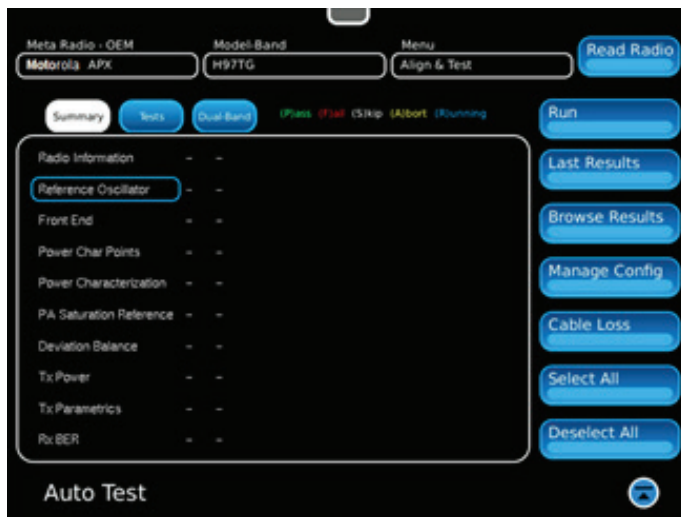 Meta Radio - OEM Model-Band Menu
Motorola APX H97TG Align & Test Read Radio
Summary Tests Dual-Band (P)ass (F)ail (S)kip (A)bort (R)unning Run
Radio Information - -
Last Results
Reference Oscillator - -
Front End - - Browse Results
Power Char Points - -
Manage Config
Power Characterization - -
PA Saturation Reference - - Cable Loss
Deviation Balance - -
Tx Power - - Select All
Tx Parametrics - -
Rx BER - - Deselect All
Auto Test